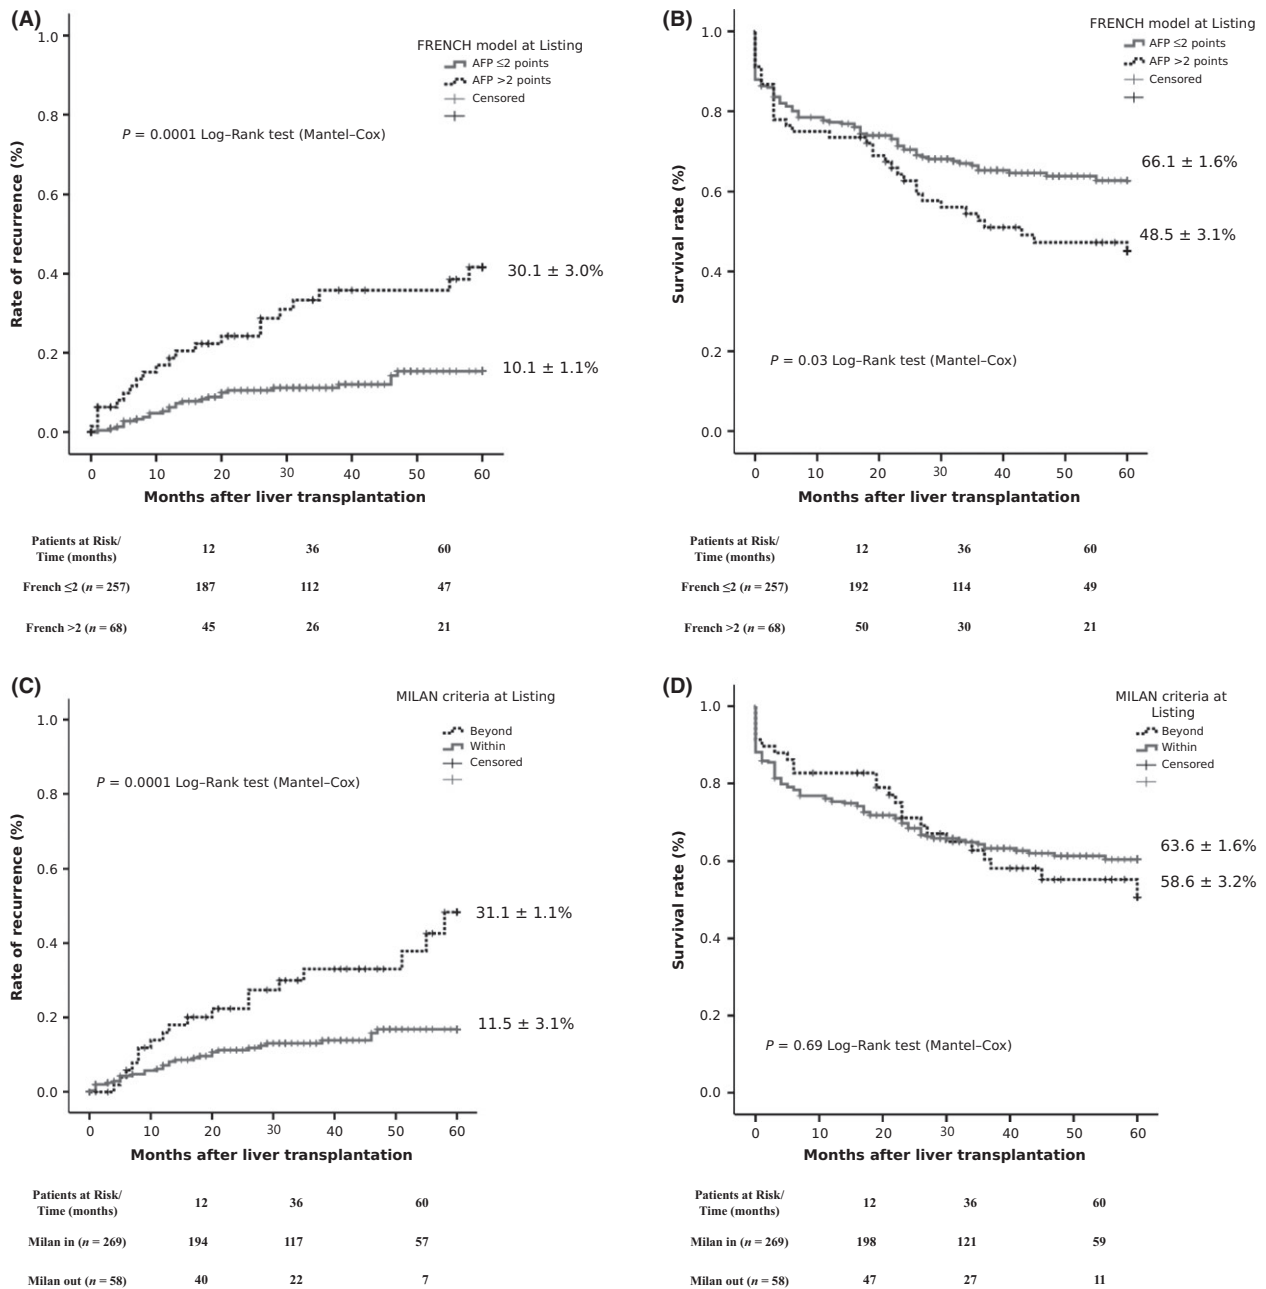 (A)
FRENCH model at Listing
AFP ≤2 points
AFP >2 points
Censored
P = 0.0001 Log–Rank test (Mantel–Cox)
Rate of recurrence (%)
1.0
0.8
0.6
0.4
0.2
0.0
30.1 ± 3.0%
10.1 ± 1.1%
0 10 20 30 40 50 60
Months after liver transplantation
Patients at Risk/
Time (months) 12 36 60
French ≤2 (n = 257) 187 112 47
French >2 (n = 68) 45 26 21
(B)
FRENCH model at Listing
AFP ≤2 points
AFP >2 points
Censored
Survival rate (%)
1.0
0.8
0.6
0.4
0.2
0.0
66.1 ± 1.6%
48.5 ± 3.1%
P = 0.03 Log–Rank test (Mantel–Cox)
0 10 20 30 40 50 60
Months after liver transplantation
Patients at Risk/
Time (months) 12 36 60
French ≤2 (n = 257) 192 114 49
French >2 (n = 68) 50 30 21
(C)
MILAN criteria at Listing
Beyond
Within
Censored
P = 0.0001 Log–Rank test (Mantel–Cox)
Rate of recurrence (%)
1.0
0.8
0.6
0.4
0.2
0.0
31.1 ± 1.1%
11.5 ± 3.1%
0 10 20 30 40 50 60
Months after liver transplantation
Patients at Risk/
Time (months) 12 36 60
Milan in (n = 269) 194 117 57
Milan out (n = 58) 40 22 7
(D)
MILAN criteria at
Listing
Beyond
Within
Censored
Survival rate (%)
1.0
0.8
0.6
0.4
0.2
0.0
63.6 ± 1.6%
58.6 ± 3.2%
P = 0.69 Log–Rank test (Mantel–Cox)
0 10 20 30 40 50 60
Months after liver transplantation
Patients at Risk/
Time (months) 12 36 60
Milan in (n = 269) 198 121 59
Milan out (n = 58) 47 27 11